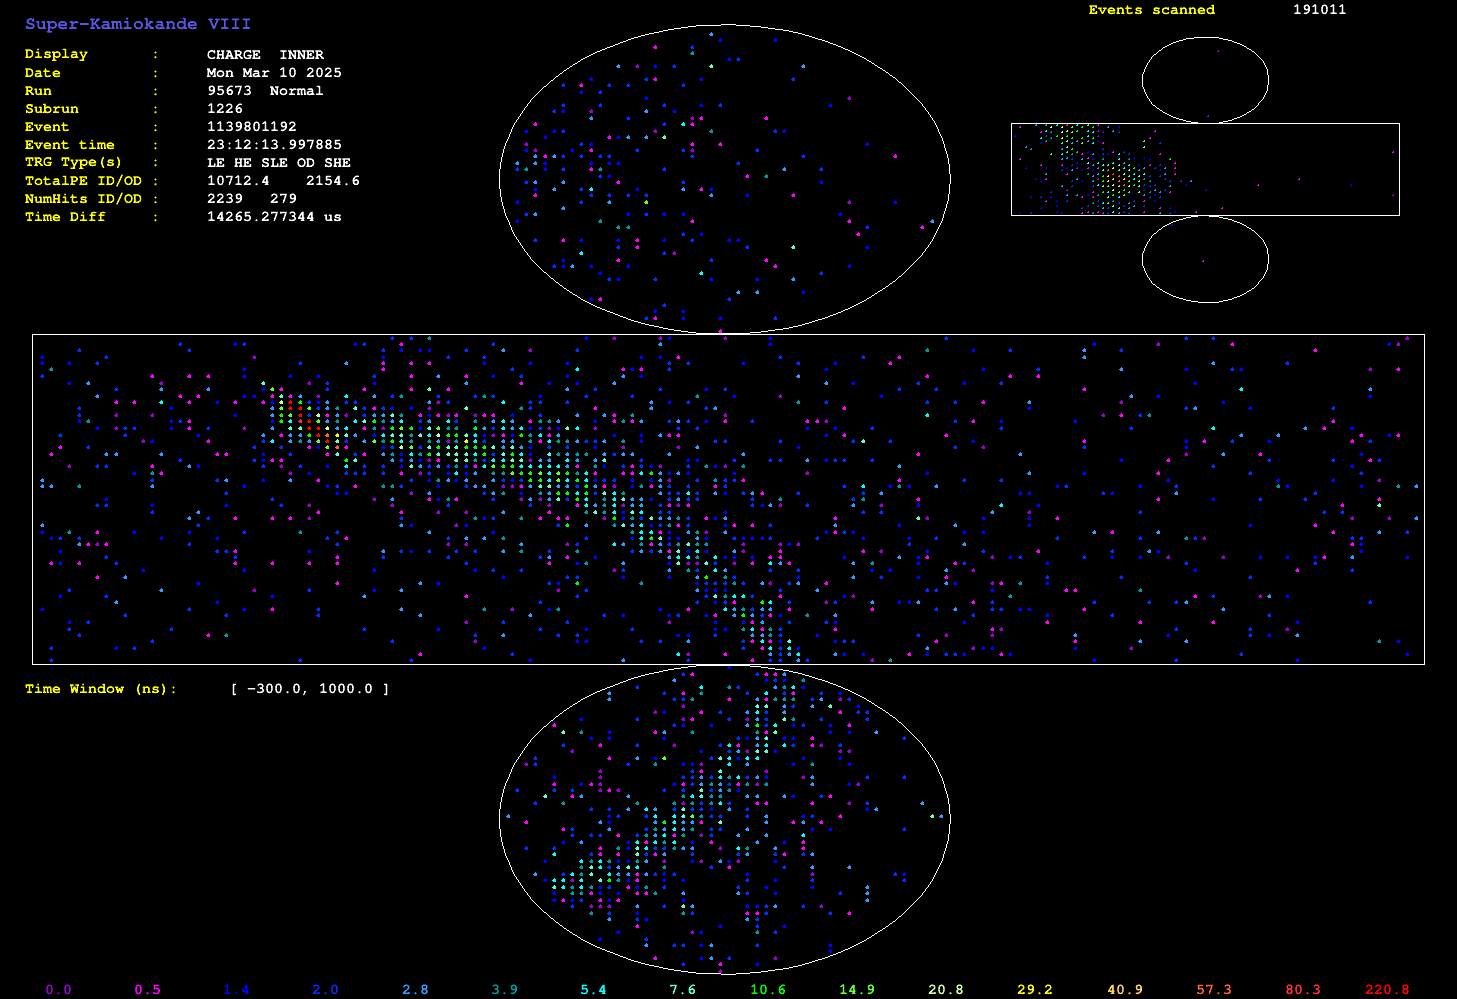 Super-Kamiokande VIII
Events scanned 191011
Display : CHARGE INNER
Date : Mon Mar 10 2025
Run : 95673 Normal
Subrun : 1226
Event : 1139801192
Event time : 23:12:13.997885
TRG Type(s) : LE HE SLE OD SHE
TotalPE ID/OD : 10712.4 2154.6
NumHits ID/OD : 2239 279
Time Diff : 14265.277344 us
Time Window (ns): [ -300.0, 1000.0 ]
0.0 0.5 1.4 2.0 2.8 3.9 5.4 7.6 10.6 14.9 20.8 29.2 40.9 57.3 80.3 220.8